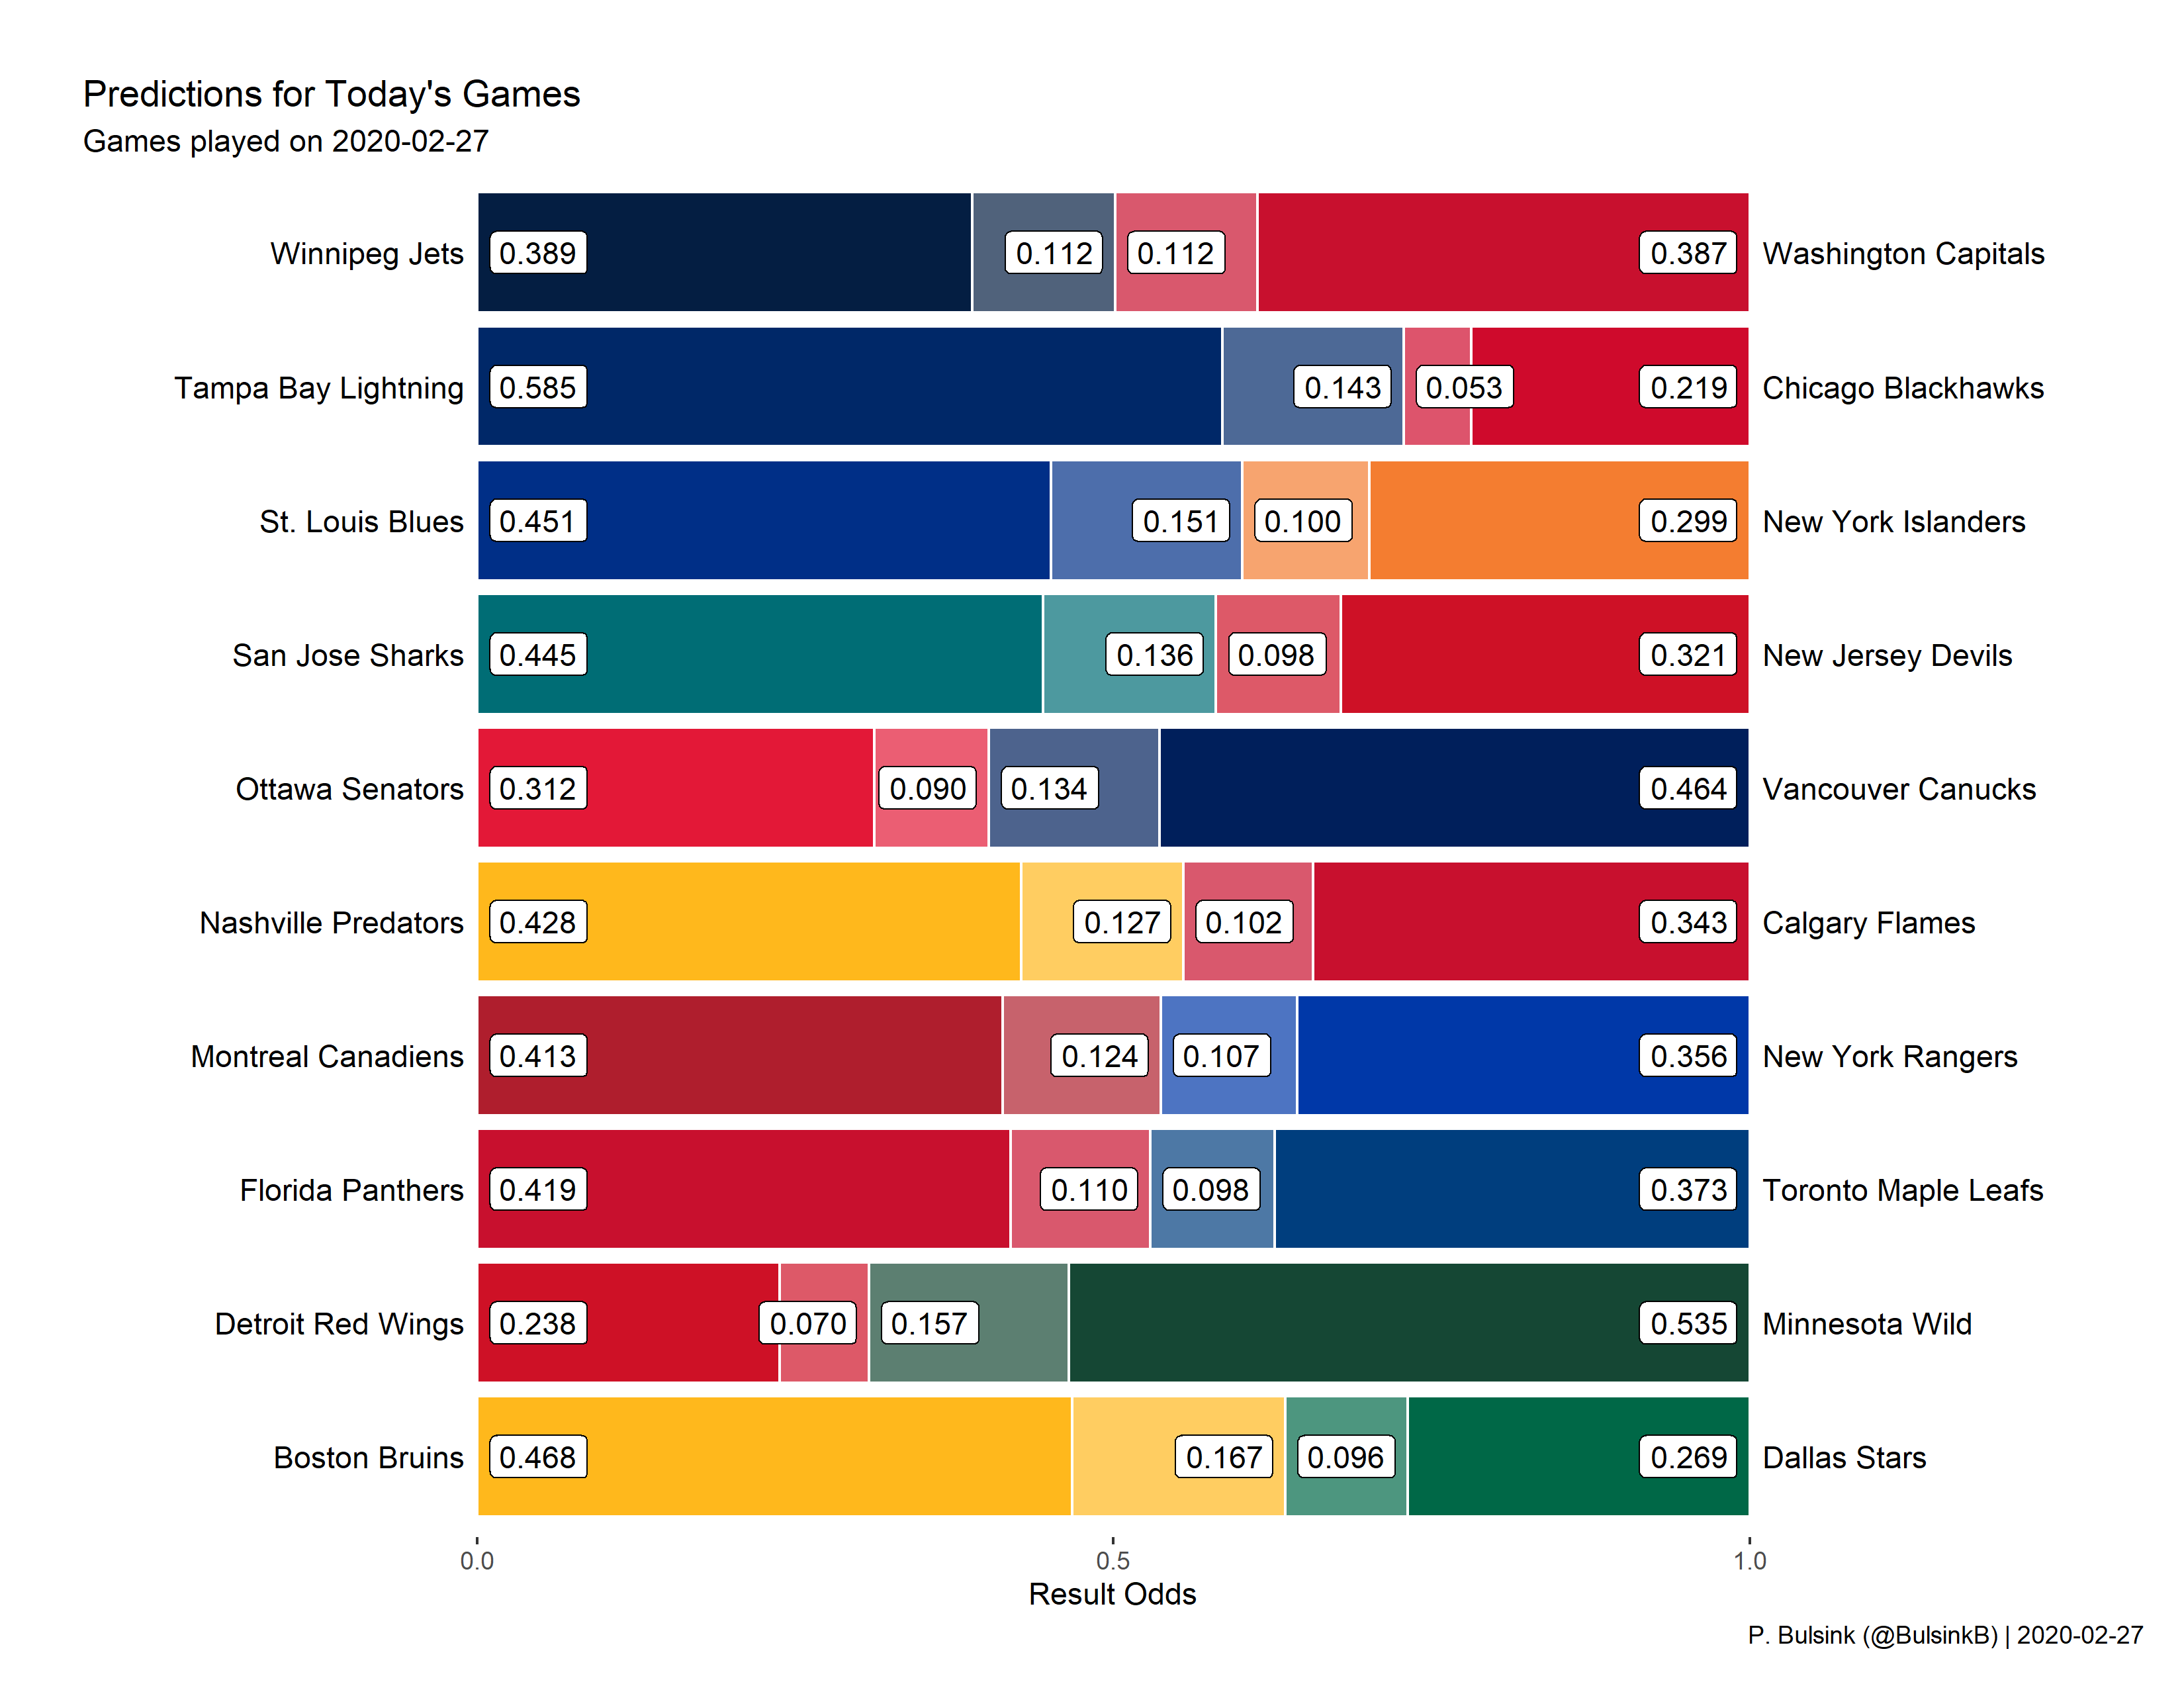 Predictions for Today's Games
Games played on 2020-02-27
Winnipeg Jets 0.389 0.112 0.112 0.387 Washington Capitals
Tampa Bay Lightning 0.585 0.143 0.053 0.219 Chicago Blackhawks
St. Louis Blues 0.451 0.151 0.100 0.299 New York Islanders
San Jose Sharks 0.445 0.136 0.098 0.321 New Jersey Devils
Ottawa Senators 0.312 0.090 0.134 0.464 Vancouver Canucks
Nashville Predators 0.428 0.127 0.102 0.343 Calgary Flames
Montreal Canadiens 0.413 0.124 0.107 0.356 New York Rangers
Florida Panthers 0.419 0.110 0.098 0.373 Toronto Maple Leafs
Detroit Red Wings 0.238 0.070 0.157 0.535 Minnesota Wild
Boston Bruins 0.468 0.167 0.096 0.269 Dallas Stars
0.0 0.5 1.0
Result Odds
P. Bulsink (@BulsinkB) | 2020-02-27